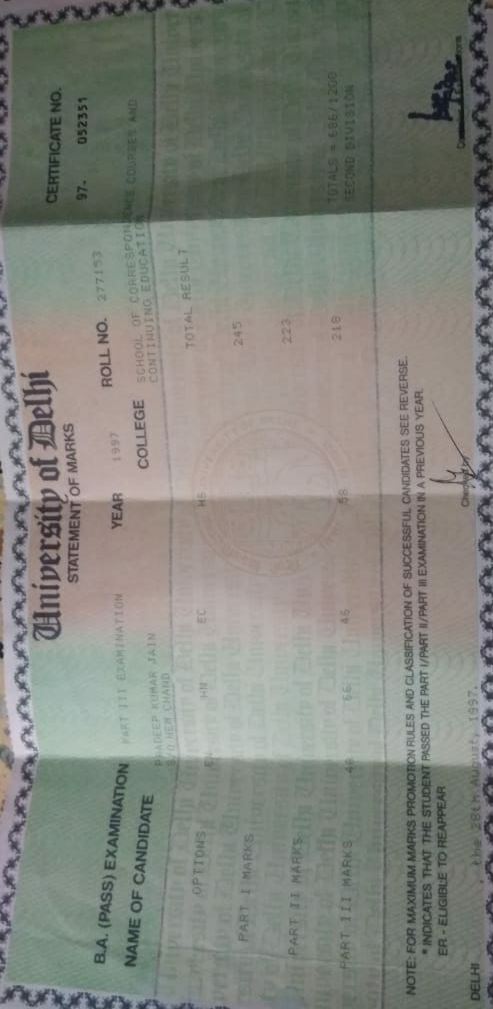 University of Delhi
STATEMENT OF MARKS
CERTIFICATE NO.
97- 052351
B.A. (PASS) EXAMINATION PART III EXAMINATION YEAR 1997 ROLL NO. 277153
NAME OF CANDIDATE PRADEEP KUMAR JAIN COLLEGE SCHOOL OF CORRESPONDENCE COURSES AND
S/O NEM CHAND CONTINUING EDUCATION
OPTIONS EN HN EC HS TOTAL RESULT
PART I MARKS 245
PART II MARKS 223
PART III MARKS 48 66 46 58 218 TOTALS = 686/1200
SECOND DIVISION
NOTE: FOR MAXIMUM MARKS PROMOTION RULES AND CLASSIFICATION OF SUCCESSFUL CANDIDATES SEE REVERSE.
* INDICATES THAT THE STUDENT PASSED THE PART I/PART II/PART III EXAMINATION IN A PREVIOUS YEAR.
ER - ELIGIBLE TO REAPPEAR
DELHI , the 28th August, 1997.